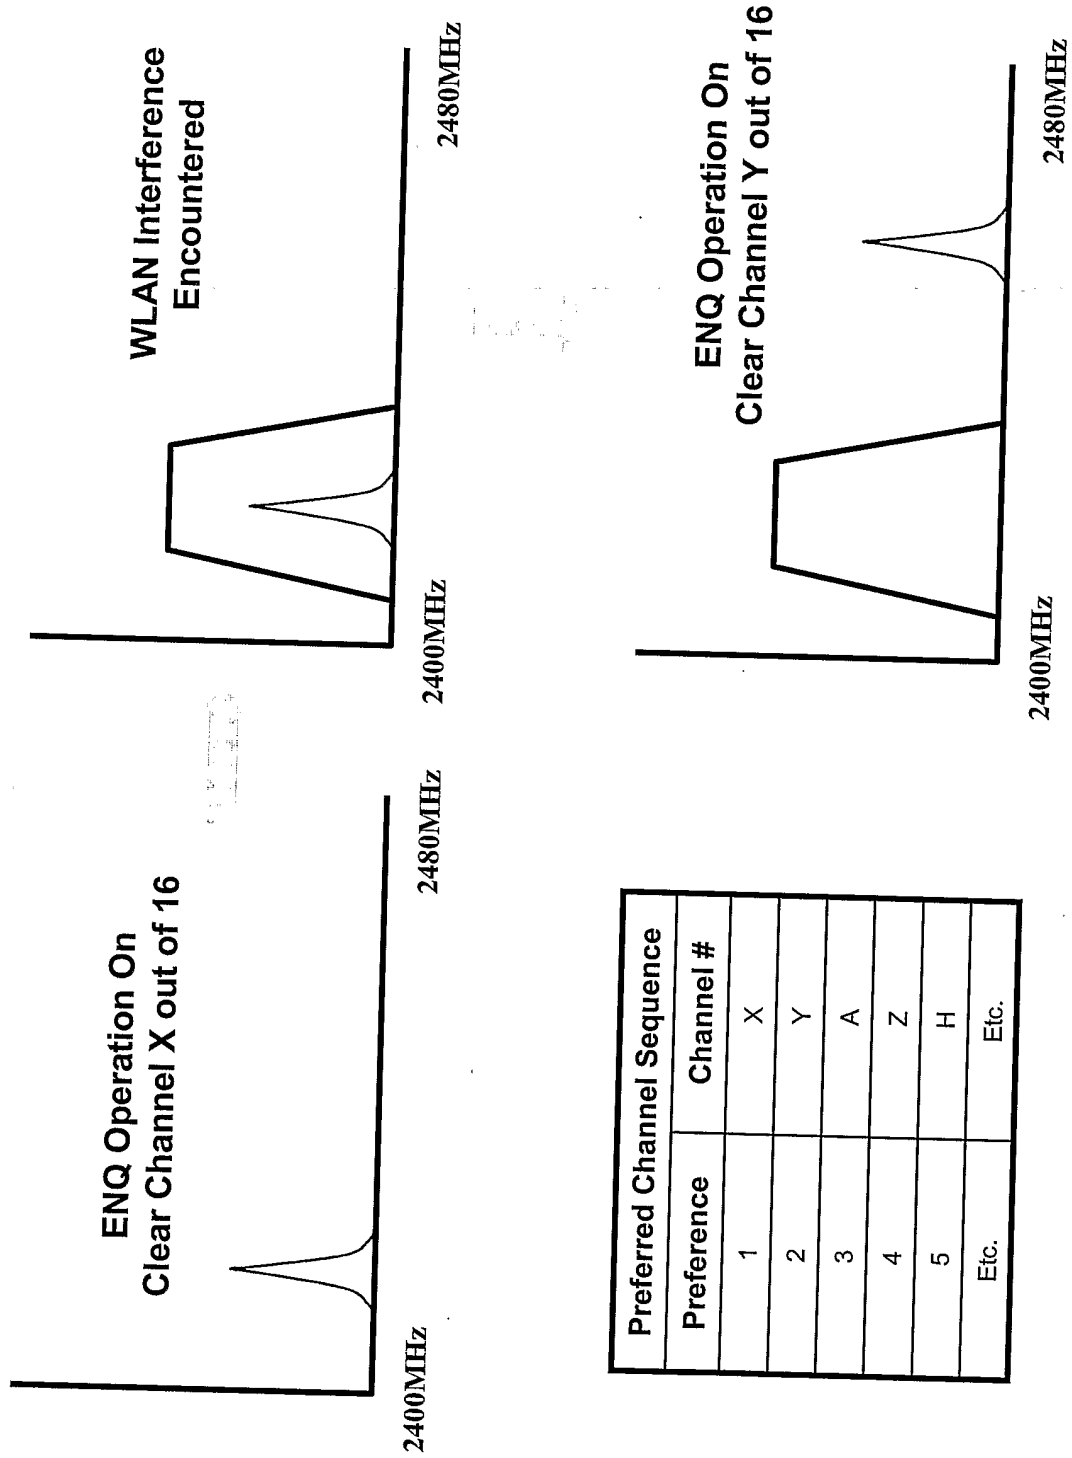 ENQ Operation On
Clear Channel X out of 16
2400MHz
2480MHz
WLAN Interference
Encountered
2400MHz
2480MHz
Preferred Channel Sequence
Preference Channel #
1 X
2 Y
3 A
4 Z
5 H
Etc. Etc.
ENQ Operation On
Clear Channel Y out of 16
2400MHz
2480MHz